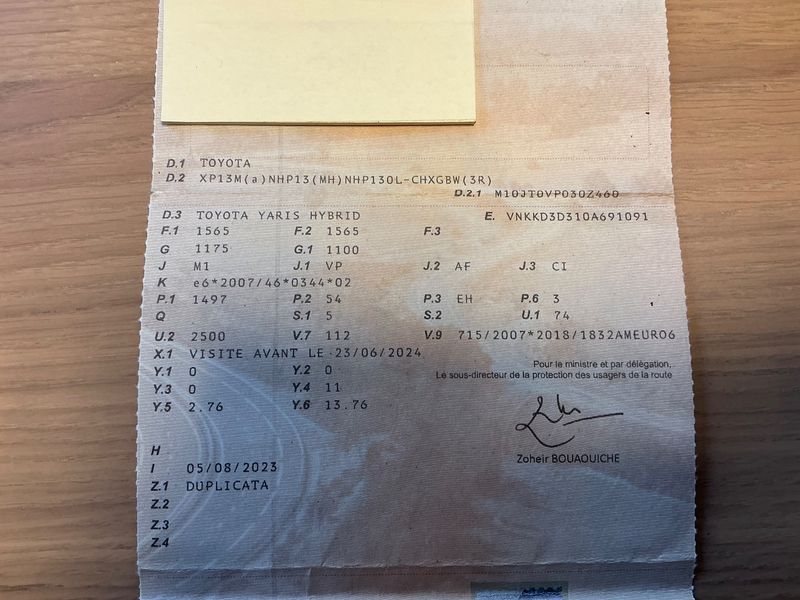 D.1 TOYOTA
D.2 XP13M(a)NHP13(MH)NHP130L-CHXGBW(3R)
D.2.1 M10JT0VP030Z460
D.3 TOYOTA YARIS HYBRID E. VNKKD3D310A691091
F.1 1565 F.2 1565 F.3
G 1175 G.1 1100
J M1 J.1 VP J.2 AF J.3 CI
K e6*2007/46*0344*02
P.1 1497 P.2 54 P.3 EH P.6 3
Q S.1 5 S.2 U.1 74
U.2 2500 V.7 112 V.9 715/2007*2018/1832AMEURO6
X.1 VISITE AVANT LE 23/06/2024
Pour le ministre et par délégation,
Y.1 0 Y.2 0
Le sous-directeur de la protection des usagers de la route
Y.3 0 Y.4 11
Y.5 2.76 Y.6 13.76
Zoheir BOUAOUICHE
H
I 05/08/2023
Z.1 DUPLICATA
Z.2
Z.3
Z.4